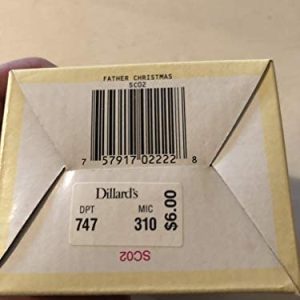 FATHER CHRISTMAS
SC02
7 57917 02222 8
Dillard's
DPT MIC
747 310 $6.00
SC02